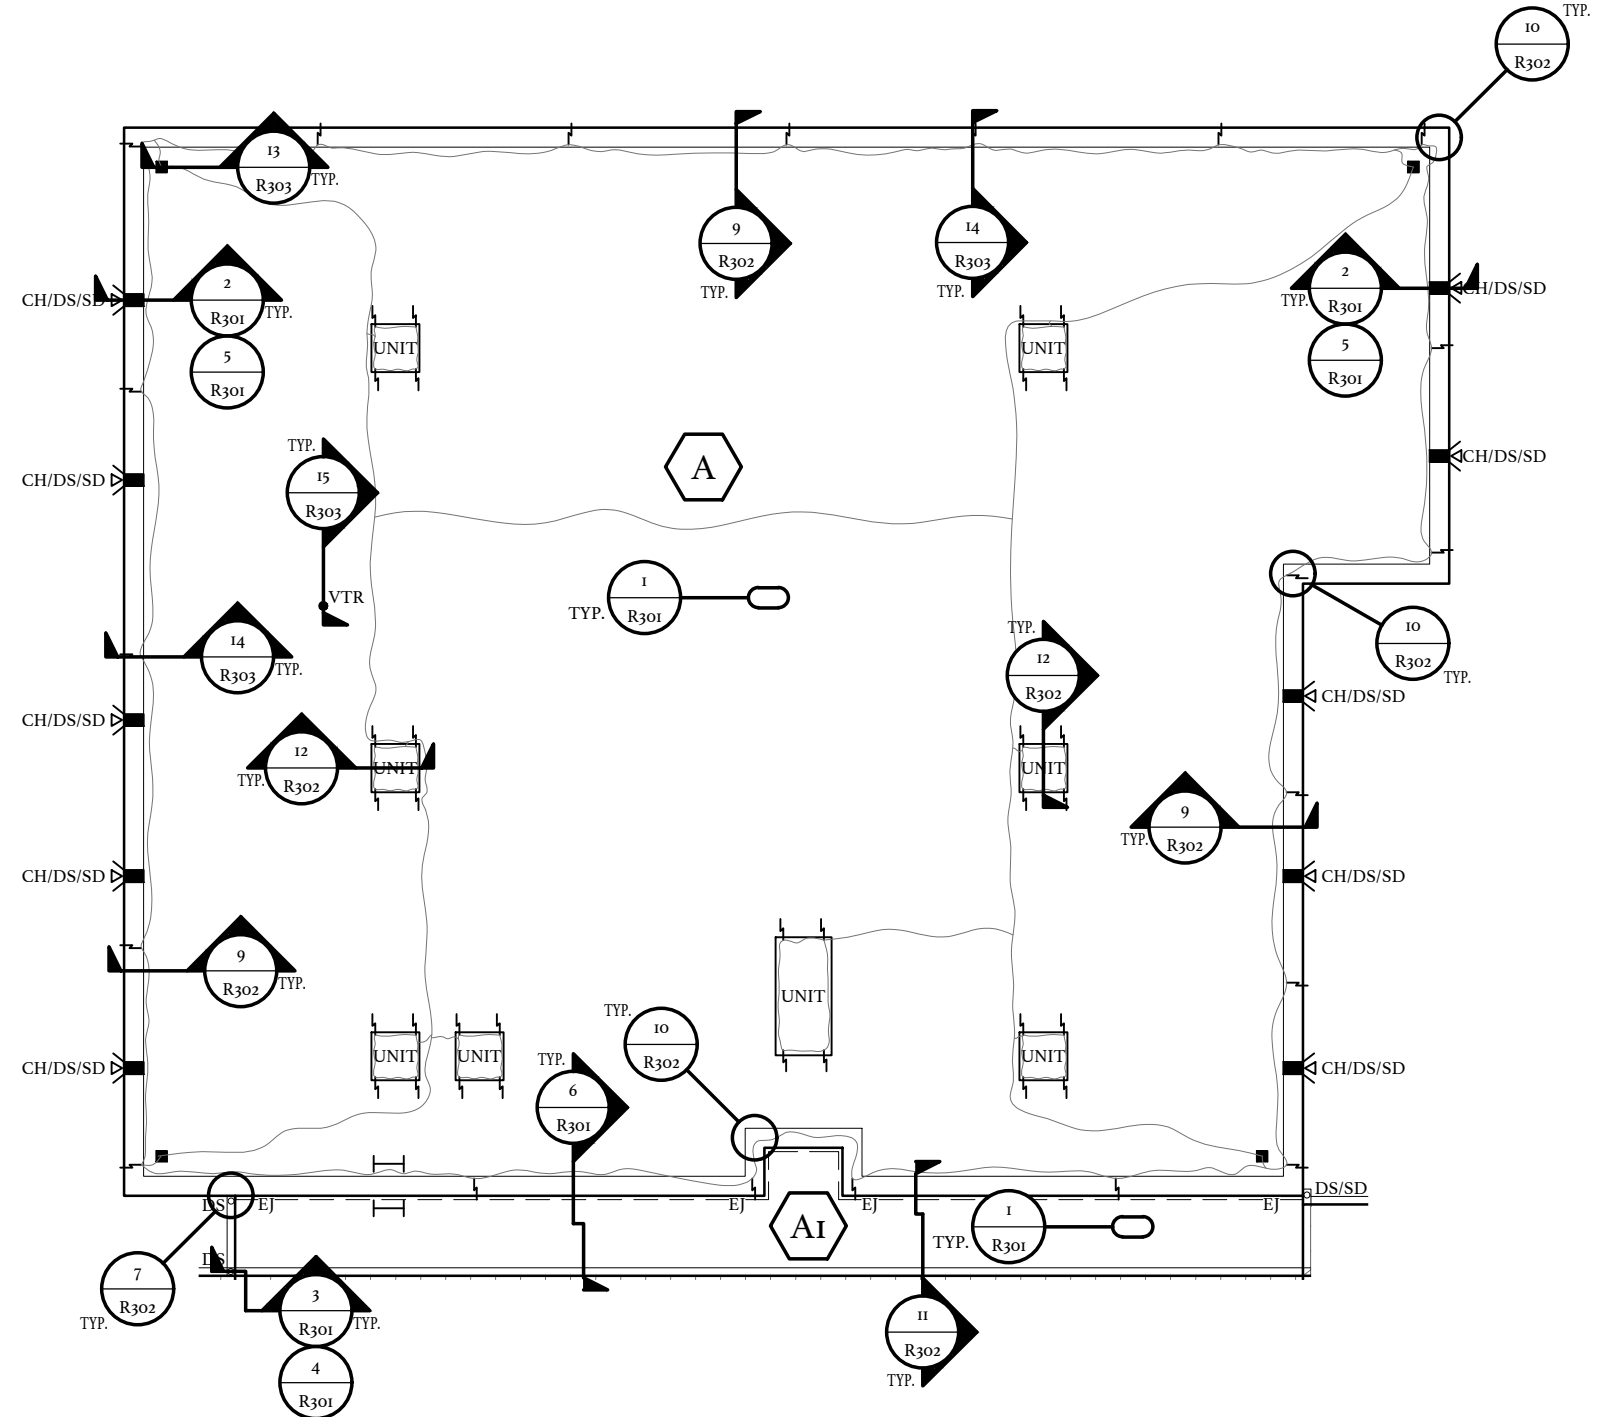 TYP.
10
R302
13
R303
TYP.
9
R302
TYP.
14
R303
TYP.
CH/DS/SD
2
R301
TYP.
5
R301
TYP.
2
R301
CH/DS/SD
5
R301
UNIT
UNIT
A
CH/DS/SD
CH/DS/SD
TYP.
15
R303
VTR
TYP.
1
R301
14
R303
TYP.
TYP.
12
R302
10
R302
TYP.
CH/DS/SD
CH/DS/SD
TYP.
12
R302
UNIT
UNIT
TYP.
9
R302
CH/DS/SD
CH/DS/SD
9
R302
TYP.
UNIT
TYP.
10
R302
CH/DS/SD
UNIT
UNIT
TYP.
6
R301
UNIT
CH/DS/SD
DS
EJ
EJ
EJ
EJ
DS/SD
A1
TYP.
1
R301
DS
7
R302
TYP.
3
R301
TYP.
4
R301
11
R302
TYP.